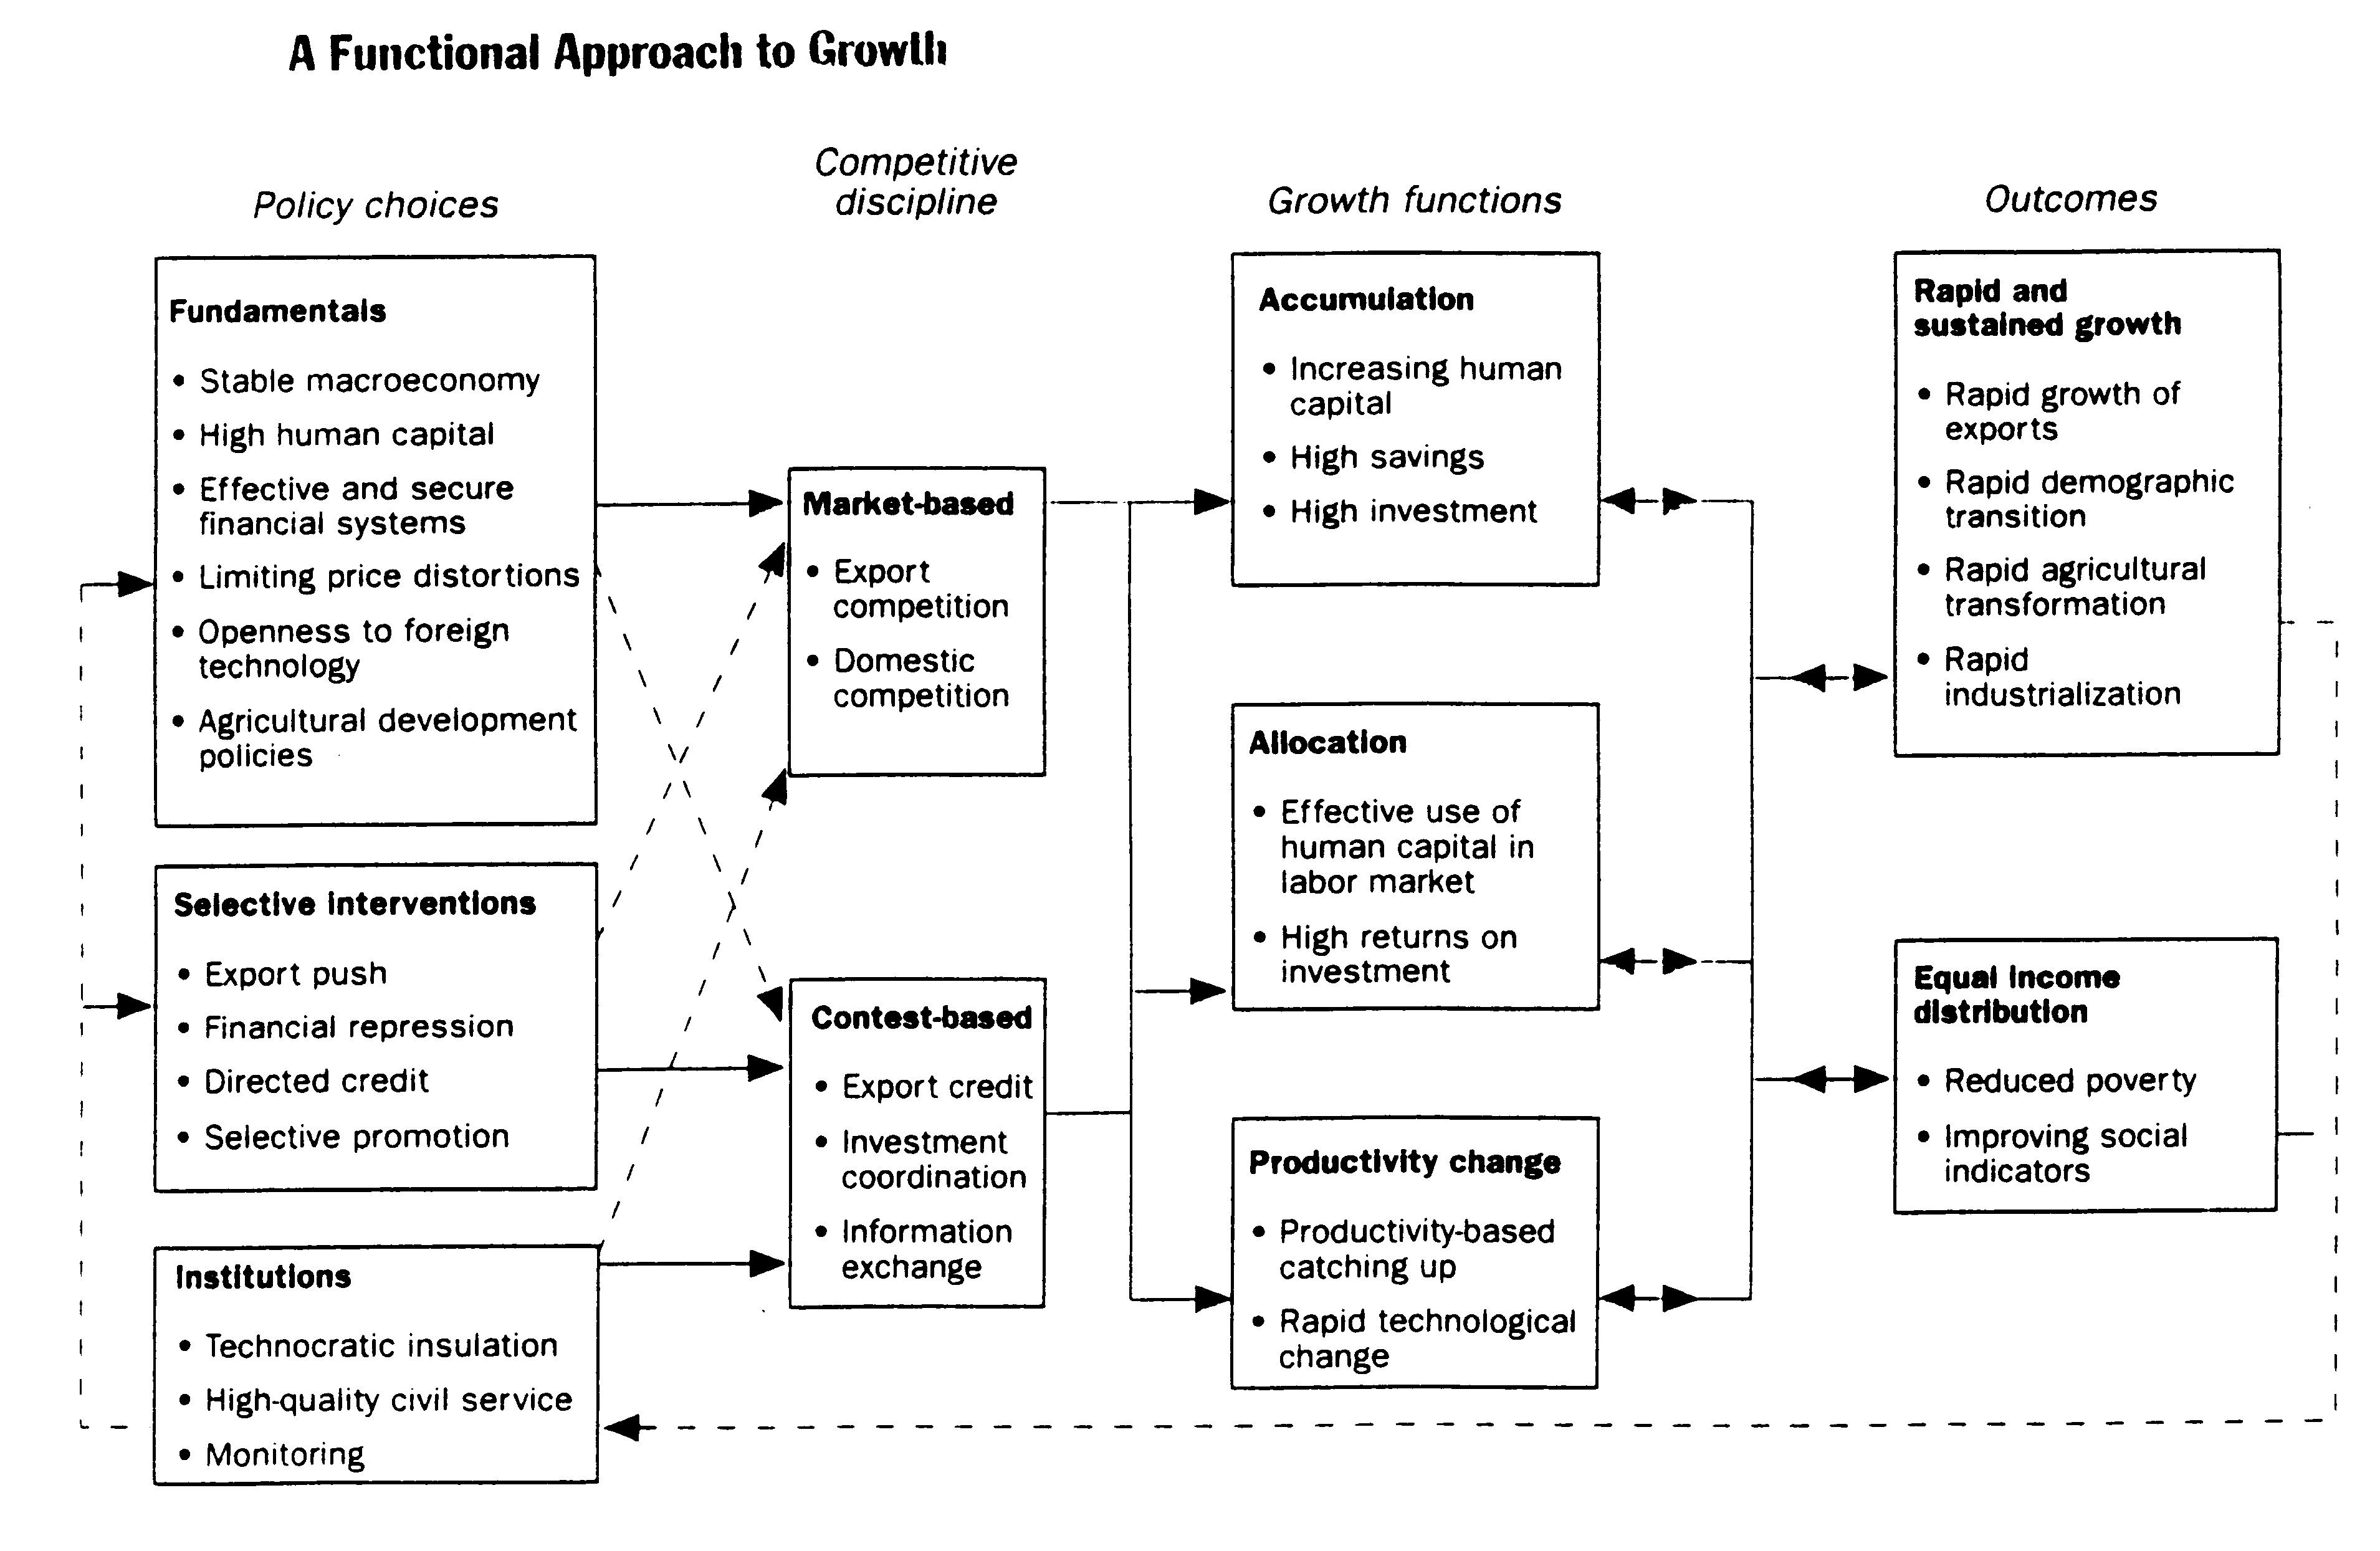 A Functional Approach to Growth
Policy choices
Competitive
discipline
Growth functions
Outcomes
Fundamentals
• Stable macroeconomy
• High human capital
• Effective and secure
financial systems
• Limiting price distortions
• Openness to foreign
technology
• Agricultural development
policies
Selective interventions
• Export push
• Financial repression
• Directed credit
• Selective promotion
Institutions
• Technocratic insulation
• High-quality civil service
• Monitoring
Market-based
• Export
competition
• Domestic
competition
Contest-based
• Export credit
• Investment
coordination
• Information
exchange
Accumulation
• Increasing human
capital
• High savings
• High investment
Allocation
• Effective use of
human capital in
labor market
• High returns on
investment
Productivity change
• Productivity-based
catching up
• Rapid technological
change
Rapid and
sustained growth
• Rapid growth of
exports
• Rapid demographic
transition
• Rapid agricultural
transformation
• Rapid
industrialization
Equal income
distribution
• Reduced poverty
• Improving social
indicators